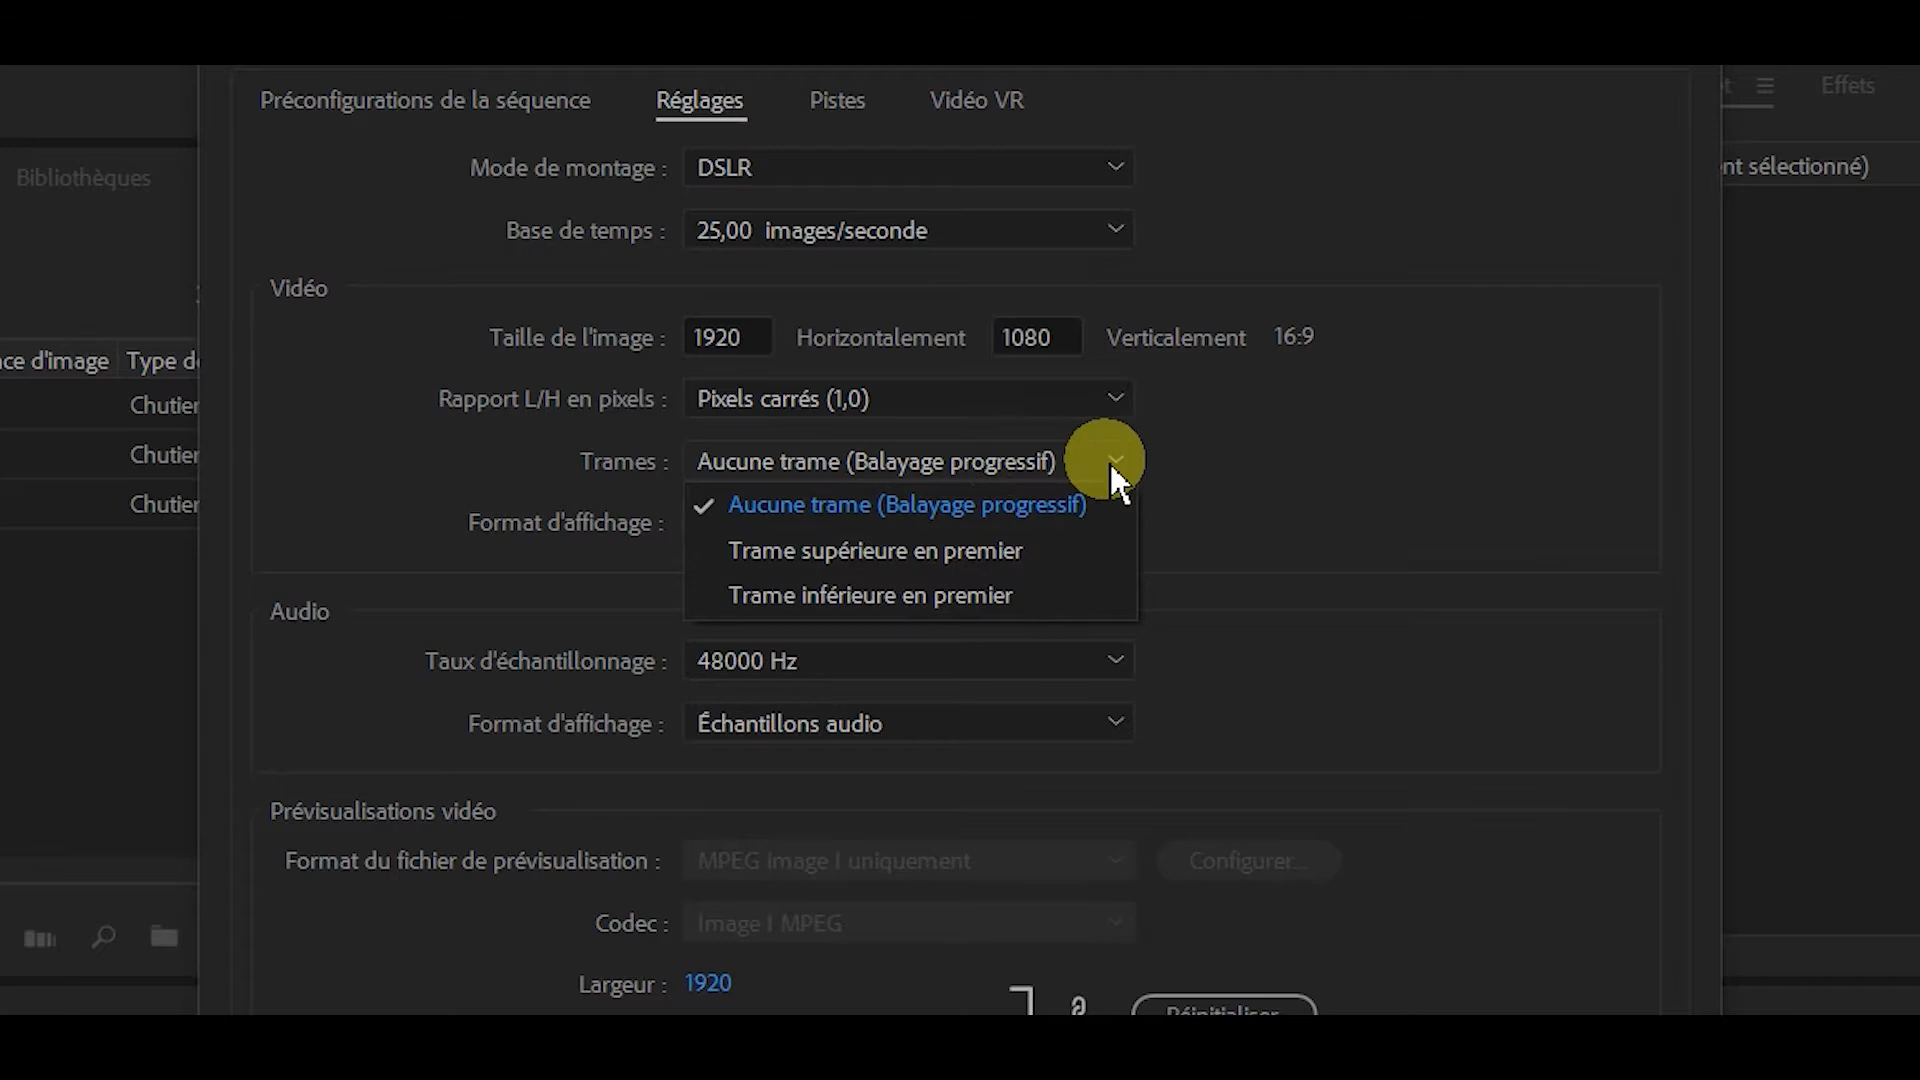 Préconfigurations de la séquence Réglages Pistes Vidéo VR
Effets
Bibliothèques
Mode de montage : DSLR
nt sélectionné)
Base de temps : 25,00 images/seconde
Vidéo
Taille de l'image : 1920 Horizontalement 1080 Verticalement 16:9
ce d'image Type de
Rapport L/H en pixels : Pixels carrés (1,0)
Chutier
Trames : Aucune trame (Balayage progressif)
Chutier
Aucune trame (Balayage progressif)
Chutier
Format d'affichage :
Trame supérieure en premier
Trame inférieure en premier
Audio
Taux d'échantillonnage : 48000 Hz
Format d'affichage : Échantillons audio
Prévisualisations vidéo
Format du fichier de prévisualisation : MPEG image I uniquement Configurer...
Codec : Image I MPEG
Largeur : 1920
Réinitialiser